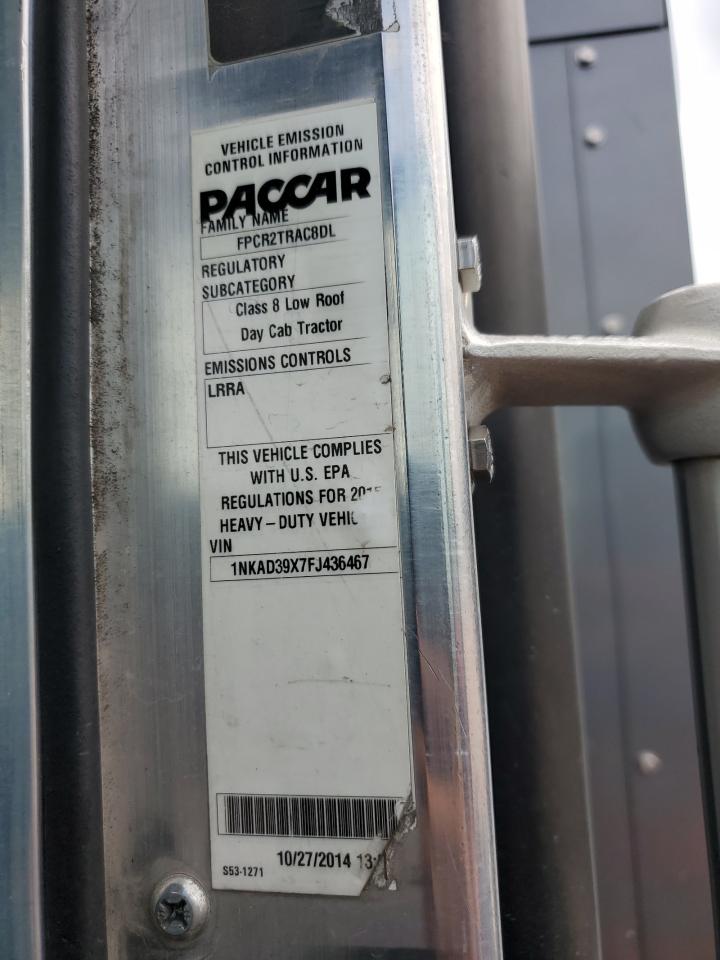 VEHICLE EMISSION
CONTROL INFORMATION
PACCAR
FAMILY NAME
FPCR2TRAC8DL
REGULATORY
SUBCATEGORY
Class 8 Low Roof
Day Cab Tractor
EMISSIONS CONTROLS
LRRA
THIS VEHICLE COMPLIES
WITH U.S. EPA
REGULATIONS FOR
HEAVY-DUTY
VIN
1NKAD39X7FJ436467
S53-1271 10/27/2014